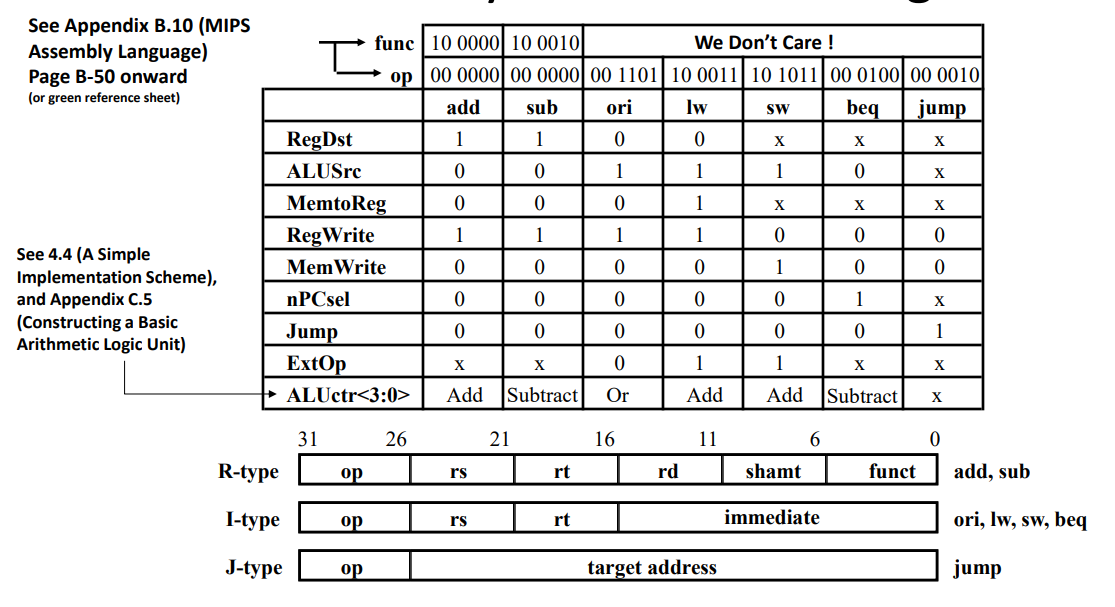 See Appendix B.10 (MIPS
Assembly Language)
Page B-50 onward
(or green reference sheet)
func 10 0000 10 0010 We Don’t Care !
op 00 0000 00 0000 00 1101 10 0011 10 1011 00 0100 00 0010
add sub ori lw sw beq jump
RegDst 1 1 0 0 x x x
ALUSrc 0 0 1 1 1 0 x
MemtoReg 0 0 0 1 x x x
RegWrite 1 1 1 1 0 0 0
MemWrite 0 0 0 0 1 0 0
nPCsel 0 0 0 0 0 1 x
Jump 0 0 0 0 0 0 1
ExtOp x x 0 1 1 x x
ALUctr<3:0> Add Subtract Or Add Add Subtract x
See 4.4 (A Simple
Implementation Scheme),
and Appendix C.5
(Constructing a Basic
Arithmetic Logic Unit)
31 26 21 16 11 6 0
R-type op rs rt rd shamt funct add, sub
I-type op rs rt immediate ori, lw, sw, beq
J-type op target address jump